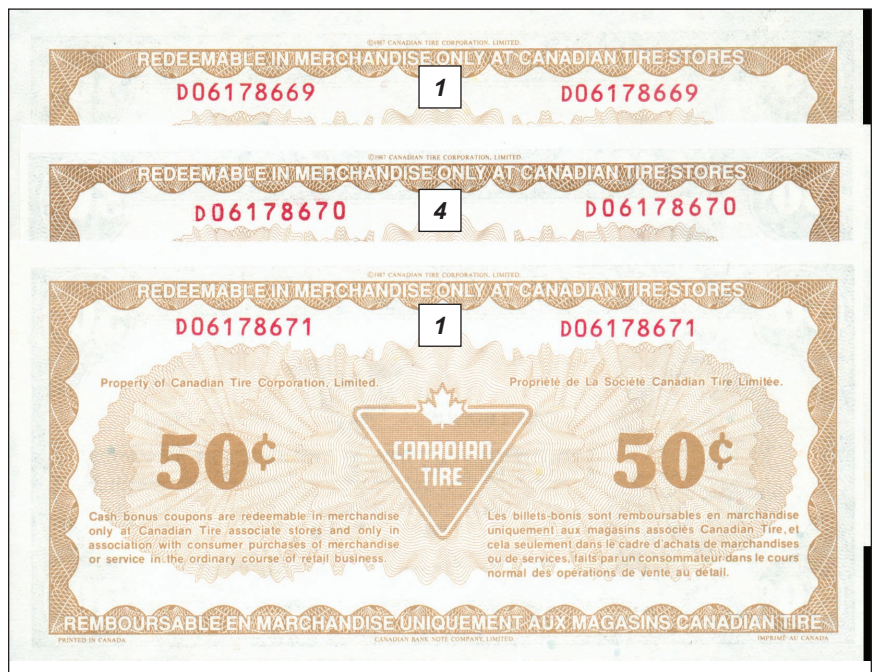 ©1987 CANADIAN TIRE CORPORATION, LIMITED.
REDEEMABLE IN MERCHANDISE ONLY AT CANADIAN TIRE STORES
D06178669 1 D06178669
©1987 CANADIAN TIRE CORPORATION, LIMITED.
REDEEMABLE IN MERCHANDISE ONLY AT CANADIAN TIRE STORES
D06178670 4 D06178670
©1987 CANADIAN TIRE CORPORATION, LIMITED.
REDEEMABLE IN MERCHANDISE ONLY AT CANADIAN TIRE STORES
D06178671 1 D06178671
Property of Canadian Tire Corporation, Limited.
50¢
Cash bonus coupons are redeemable in merchandise
only at Canadian Tire associate stores and only in
association with consumer purchases of merchandise
or service in the ordinary course of retail business.
CANADIAN
TIRE
Propriété de La Société Canadian Tire Limitée.
50¢
Les billets-bonis sont remboursables en marchandise
uniquement aux magasins associés Canadian Tire, et
cela seulement dans le cadre d'achats de marchandises
ou de services, faits par un consommateur dans le cours
normal des opérations de vente au détail.
REMBOURSABLE EN MARCHANDISE UNIQUEMENT AUX MAGASINS CANADIAN TIRE
PRINTED IN CANADA CANADIAN BANK NOTE COMPANY, LIMITED IMPRIMÉ AU CANADA